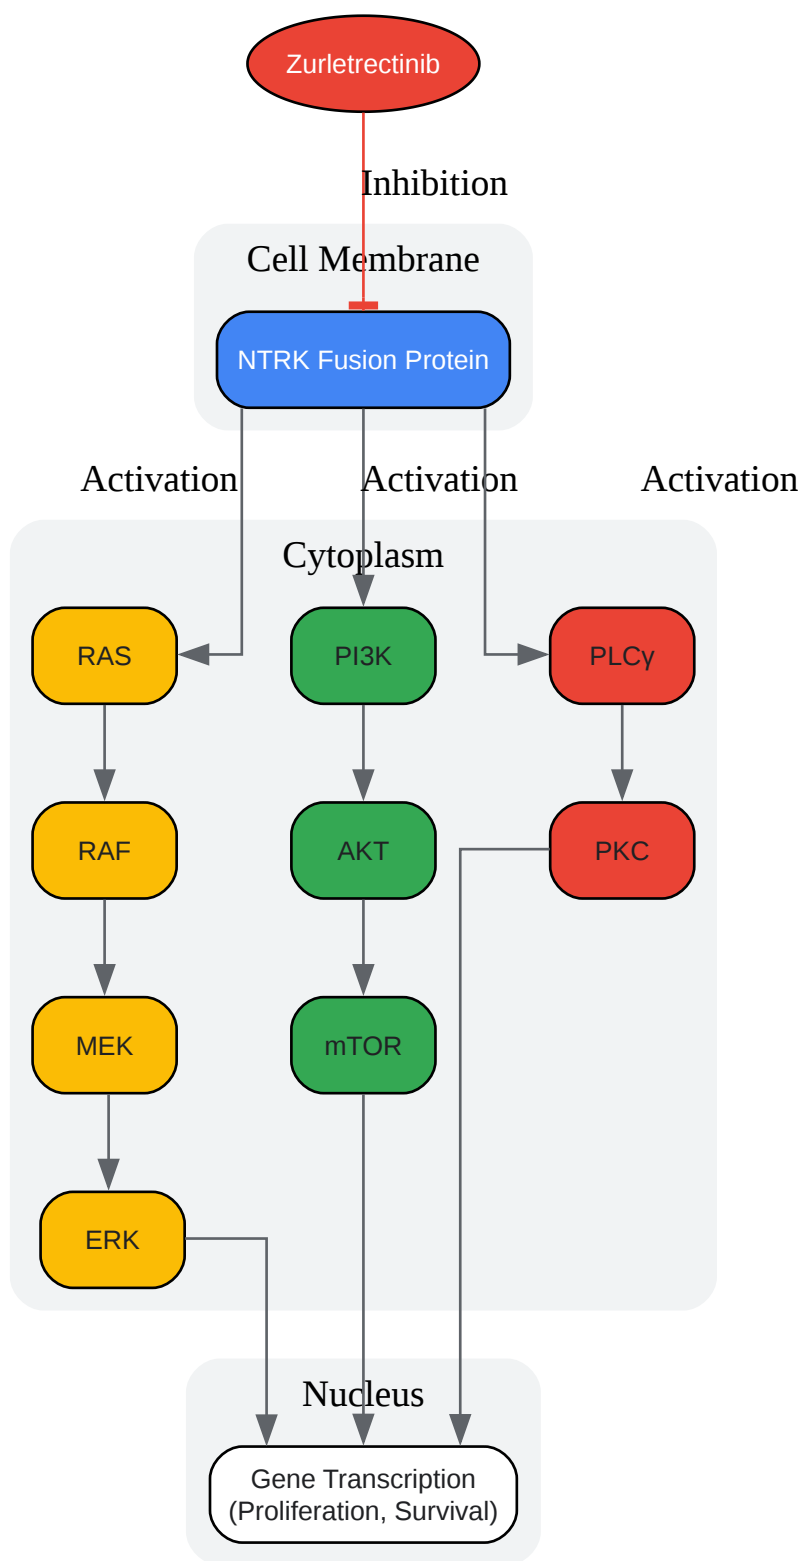 Zurletrectinib
Inhibition
Cell Membrane
NTRK Fusion Protein
Activation
Activation
Activation
Cytoplasm
RAS
PI3K
PLCγ
RAF
AKT
PKC
MEK
mTOR
ERK
Nucleus
Gene Transcription
(Proliferation, Survival)